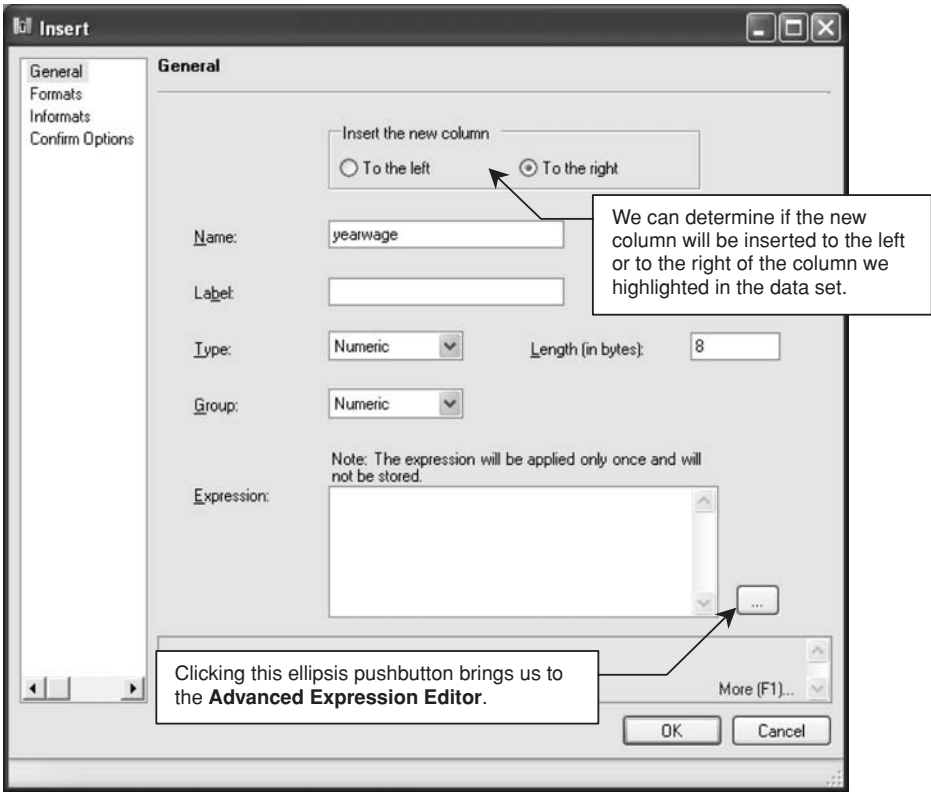 Insert
General
Formats
Informats
Confirm Options
General
Insert the new column
To the left
To the right
We can determine if the new
column will be inserted to the left
or to the right of the column we
highlighted in the data set.
Name:
yearwage
Label:
Type:
Numeric
Length (in bytes):
8
Group:
Numeric
Note: The expression will be applied only once and will
not be stored.
Expression:
...
Clicking this ellipsis pushbutton brings us to
the Advanced Expression Editor.
More (F1)...
OK
Cancel